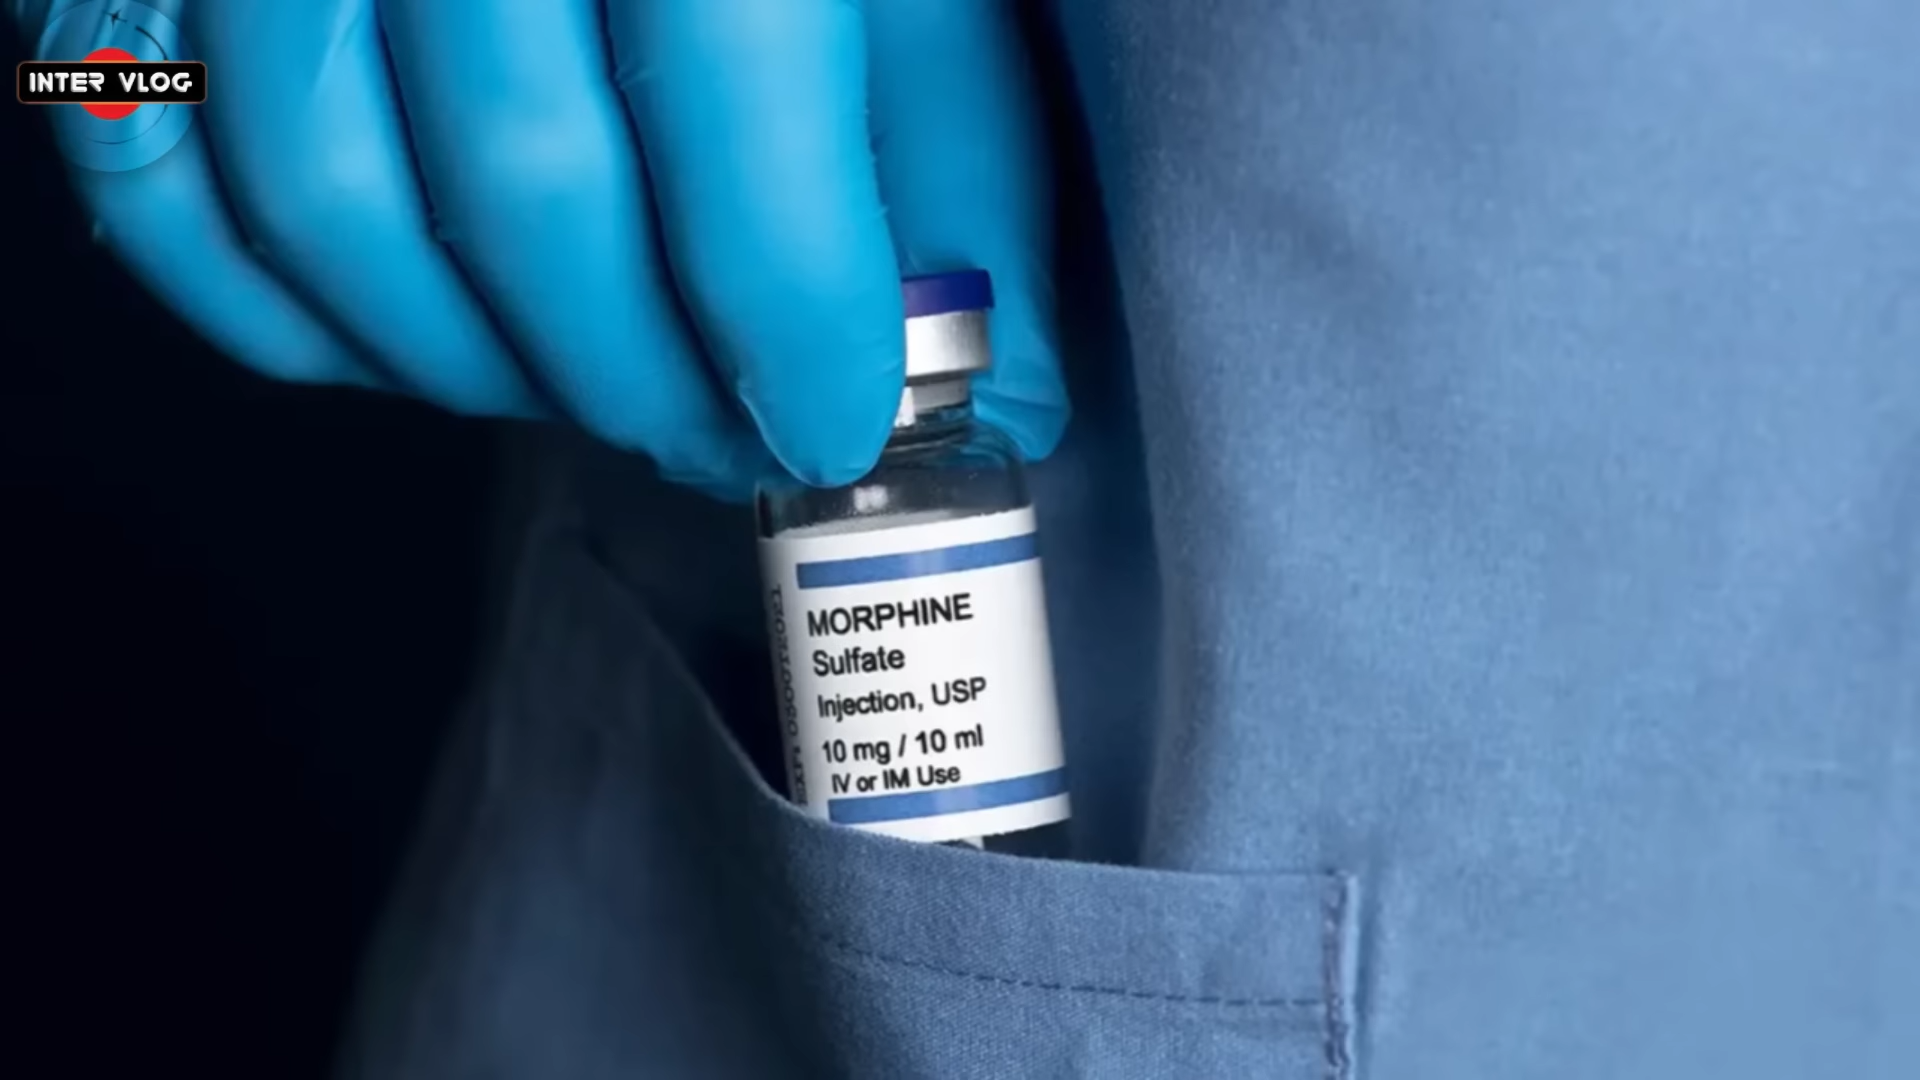 INTER VLOG
MORPHINE
Sulfate
Injection, USP
10 mg / 10 ml
IV or IM Use